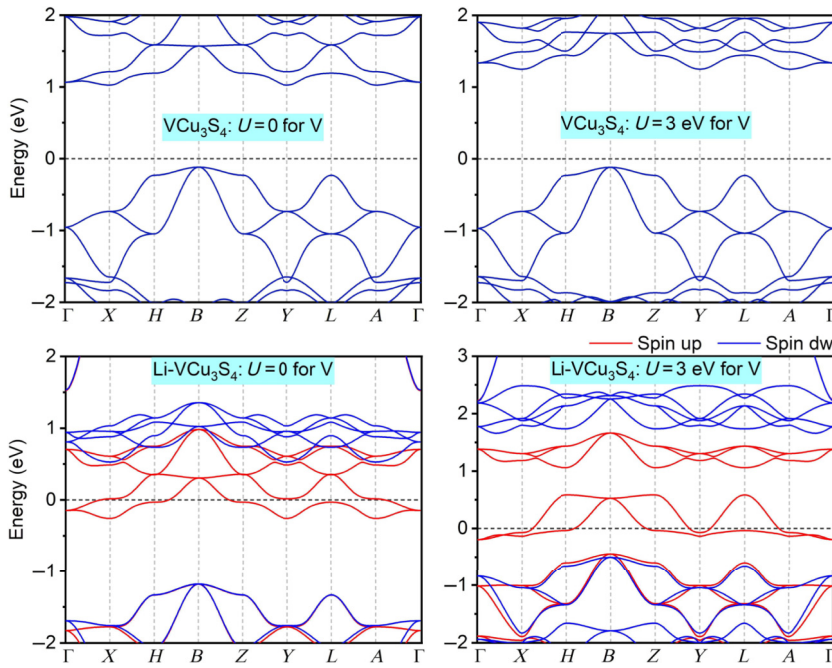 2
1
0
−1
−2
Energy (eV)
VCu₃S₄: U = 0 for V
Γ X H B Z Y L A Γ
2
1
0
−1
−2
VCu₃S₄: U = 3 eV for V
Γ X H B Z Y L A Γ
Spin up Spin dw
2
1
0
−1
−2
Energy (eV)
Li-VCu₃S₄: U = 0 for V
Γ X H B Z Y L A Γ
3
2
1
0
−1
−2
Li-VCu₃S₄: U = 3 eV for V
Γ X H B Z Y L A Γ